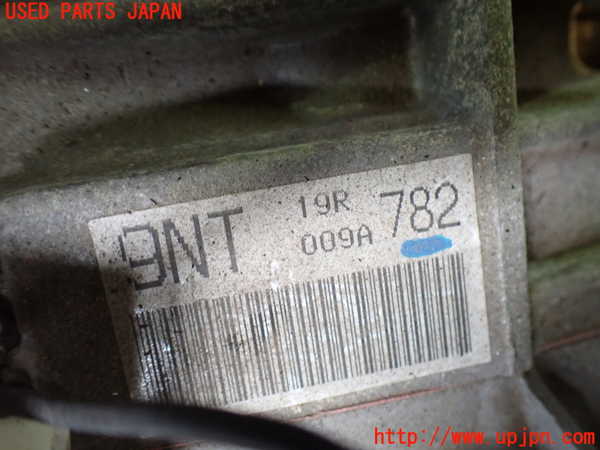 USED PARTS JAPAN
9NT 19R 782
009A
http://www.upjpn.com